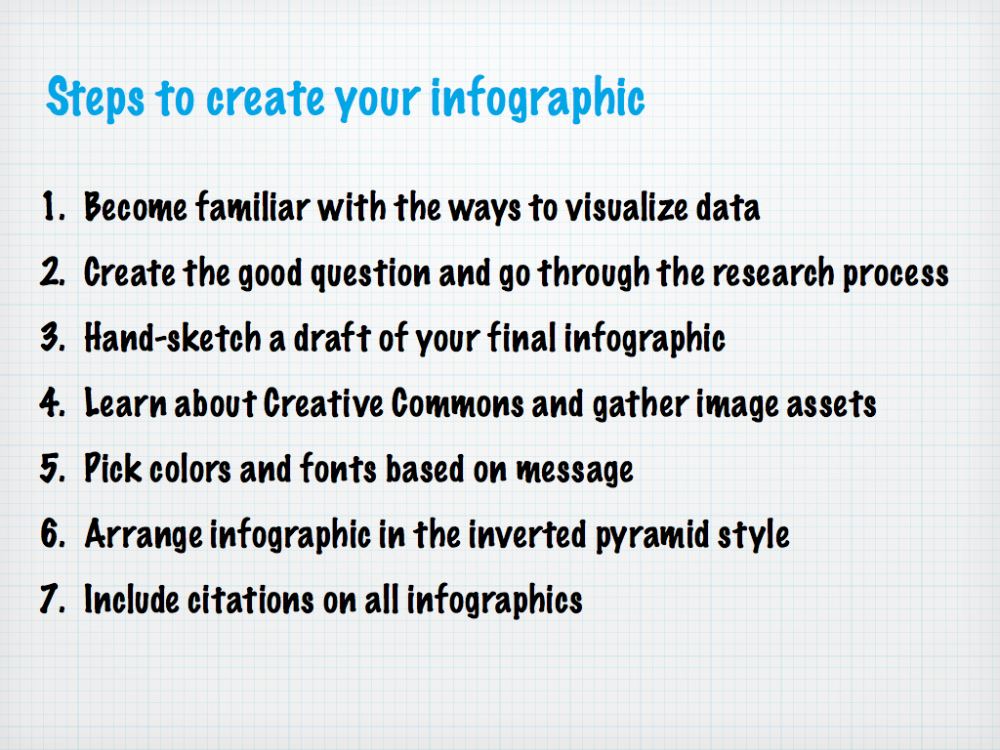 Steps to create your infographic
1. Become familiar with the ways to visualize data
2. Create the good question and go through the research process
3. Hand-sketch a draft of your final infographic
4. Learn about Creative Commons and gather image assets
5. Pick colors and fonts based on message
6. Arrange infographic in the inverted pyramid style
7. Include citations on all infographics